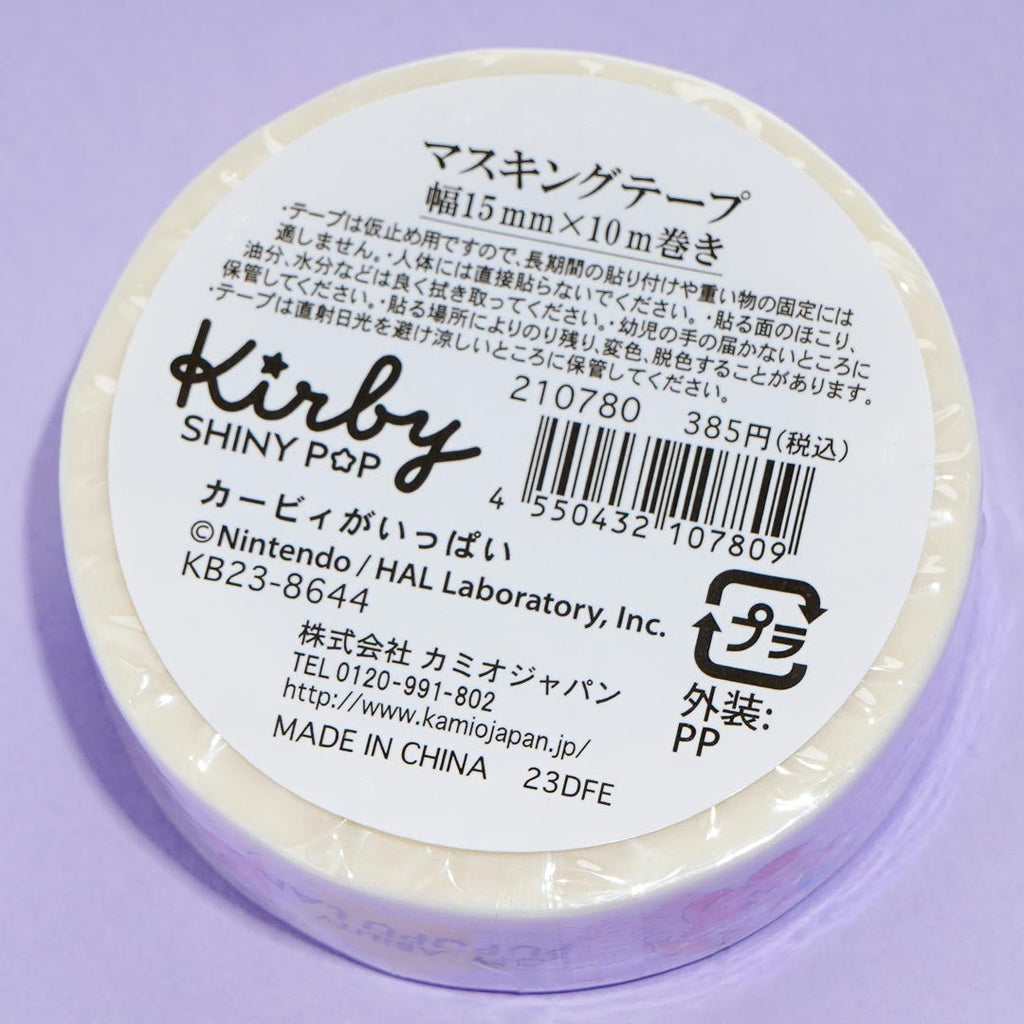 マスキングテープ
幅15mm×10m巻き
・テープは仮止め用ですので、長期間の貼り付けや重い物の固定には
適しません。・人体には直接貼らないでください。・貼る面のほこり、
油分、水分などは良く拭き取ってください。・幼児の手の届かないところに
保管してください。・貼る場所によりのり残り、変色、脱色することがあります。
・テープは直射日光を避け涼しいところに保管してください。
Kirby
SHINY POP
210780 385円(税込)
4 550432 107809
カービィがいっぱい
©Nintendo / HAL Laboratory, Inc.
KB23-8644
プラ
外装:
PP
株式会社 カミオジャパン
TEL 0120-991-802
http://www.kamiojapan.jp/
MADE IN CHINA 23DFE